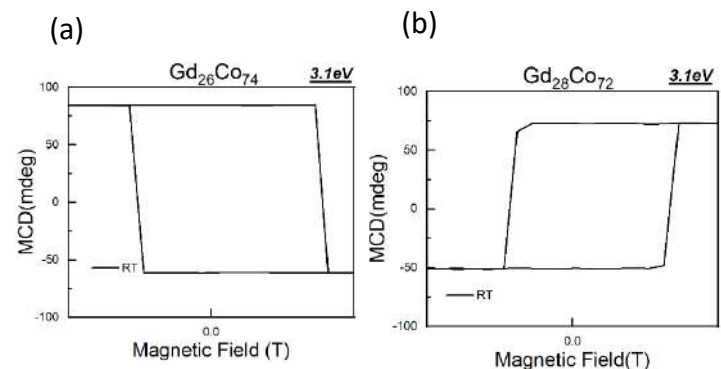 (a)
Gd26Co74 3.1eV
100
50
0
-50
-100
MCD(mdeg)
RT
0.0
Magnetic Field (T)
(b)
Gd28Co72 3.1eV
100
50
0
-50
-100
MCD(mdeg)
RT
0.0
Magnetic Field(T)